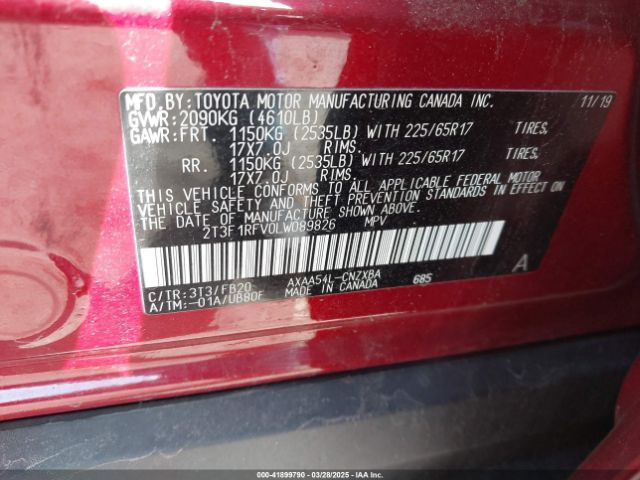 MFD.BY:TOYOTA MOTOR MANUFACTURING CANADA INC. 11/19
GVWR:2090KG (4610LB)
GAWR:FRT. 1150KG (2535LB) WITH 225/65R17 TIRES,
17X7.0J RIMS.
RR. 1150KG (2535LB) WITH 225/65R17 TIRES,
17X7.0J RIMS.
THIS VEHICLE CONFORMS TO ALL APPLICABLE FEDERAL MOTOR
VEHICLE SAFETY AND THEFT PREVENTION STANDARDS IN EFFECT ON
THE DATE OF MANUFACTURE SHOWN ABOVE.
2T3F1RFV0LW089826 MPV
C/TR:3T3/FB20 AXAA54L-CNZXBA A
A/TM:-01A/UB80F MADE IN CANADA 685
000-41899790 - 03/28/2025 - IAAI.CA